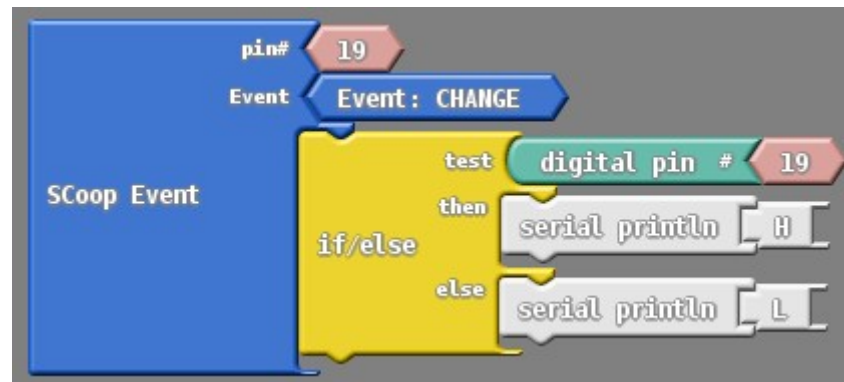 pin# 19
Event Event: CHANGE
test digital pin # 19
SCoop Event
then serial println H
if/else
else serial println L